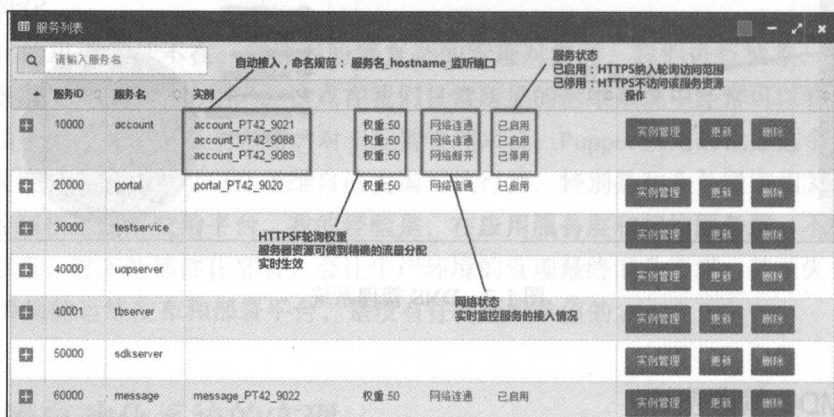 服务列表
请输入服务名
自动接入，命名规范： 服务名_hostname_监听端口
服务状态
已启用：HTTPS纳入轮询访问范围
已停用：HTTPS不访问该服务资源
服务ID 服务名 实例 操作
10000 account account_PT42_9021 权重:50 网络连通 已启用 实例管理 更新 删除
account_PT42_9088 权重:50 网络连通 已启用
account_PT42_9089 权重:50 网络断开 已停用
20000 portal portal_PT42_9020 权重:50 网络连通 已启用 实例管理 更新 删除
30000 testservice 实例管理 更新 删除
HTTPSF轮询权重
服务器资源可做到精确的流量分配
实时生效
40000 uapserver 实例管理 更新 删除
网络状态
实时监控服务的接入情况
40001 tbserver 实例管理 更新 删除
50000 sdkserver 实例管理 更新 删除
60000 message message_PT42_9022 权重:50 网络连通 已启用 实例管理 更新 删除